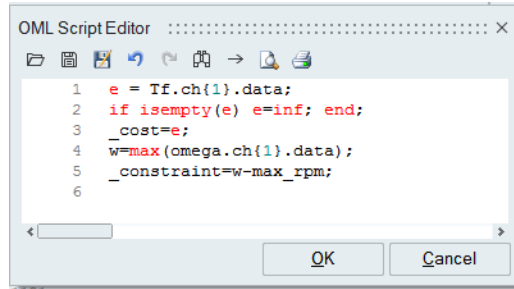 OML Script Editor
1 e = Tf.ch{1}.data;
2 if isempty(e) e=inf; end;
3 _cost=e;
4 w=max(omega.ch{1}.data);
5 _constraint=w-max_rpm;
6
OK Cancel